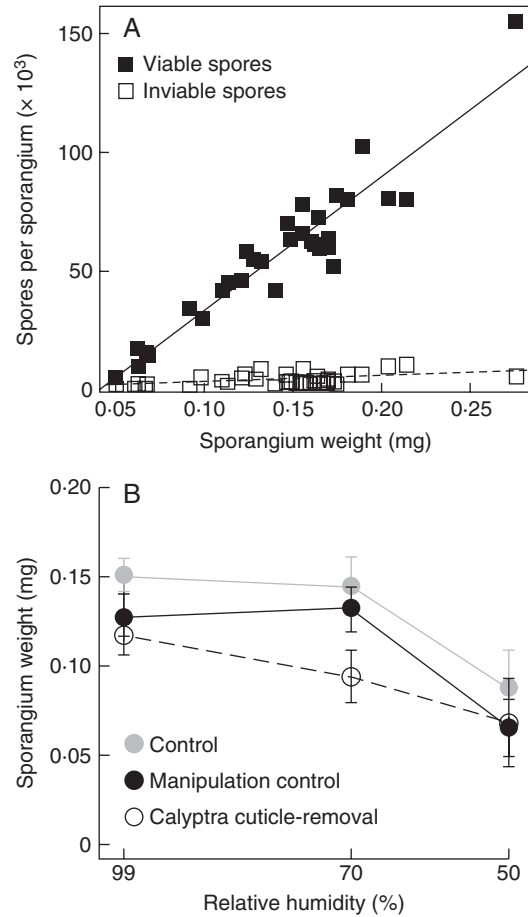 A
150
Viable spores
Inviable spores
100
50
0
Spores per sporangium (× 10³)
0·05 0·10 0·15 0·20 0·25
Sporangium weight (mg)
B
0·20
0·15
0·10
0·05
0
Sporangium weight (mg)
Control
Manipulation control
Calyptra cuticle-removal
99 70 50
Relative humidity (%)